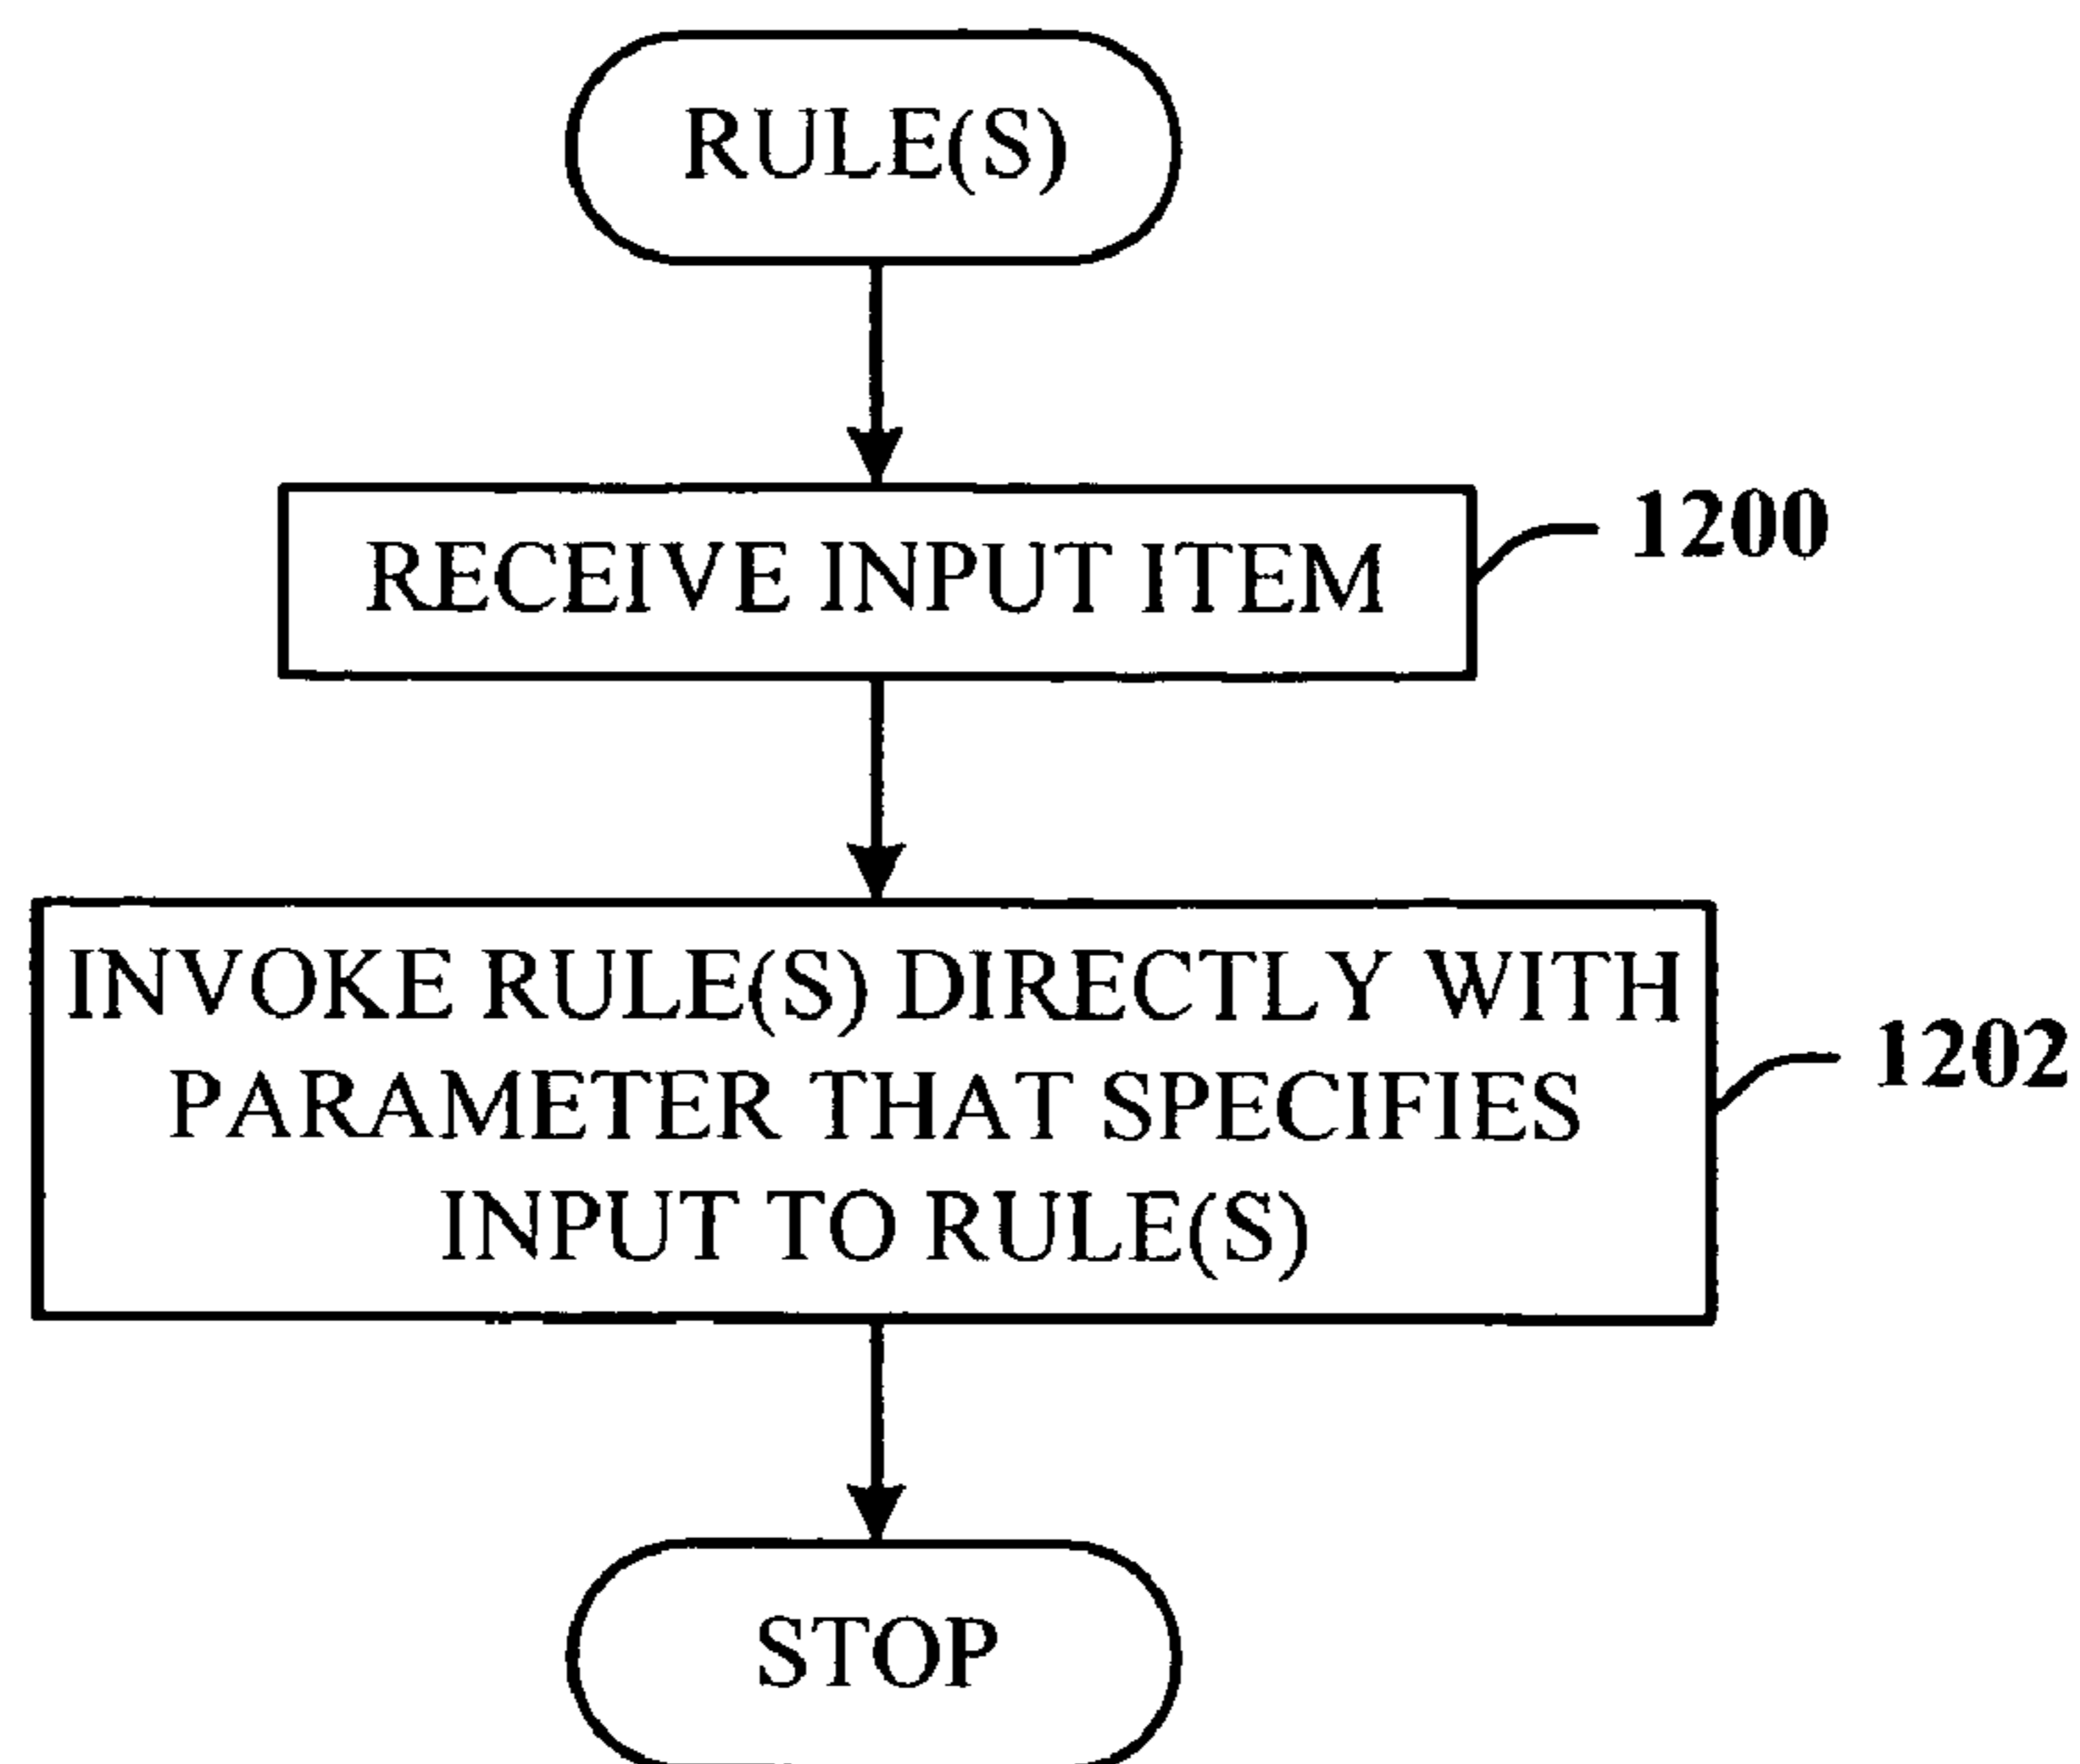 RULE(S)
RECEIVE INPUT ITEM
1200
INVOKE RULE(S) DIRECTLY WITH
PARAMETER THAT SPECIFIES
INPUT TO RULE(S)
1202
STOP